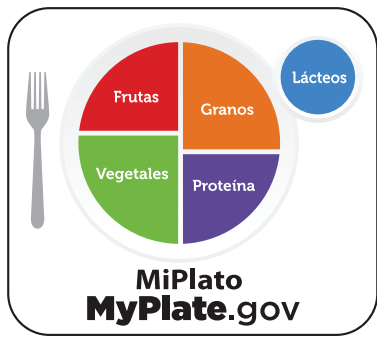 Frutas
Granos
Lácteos
Vegetales
Proteína
MiPlato
MyPlate.gov